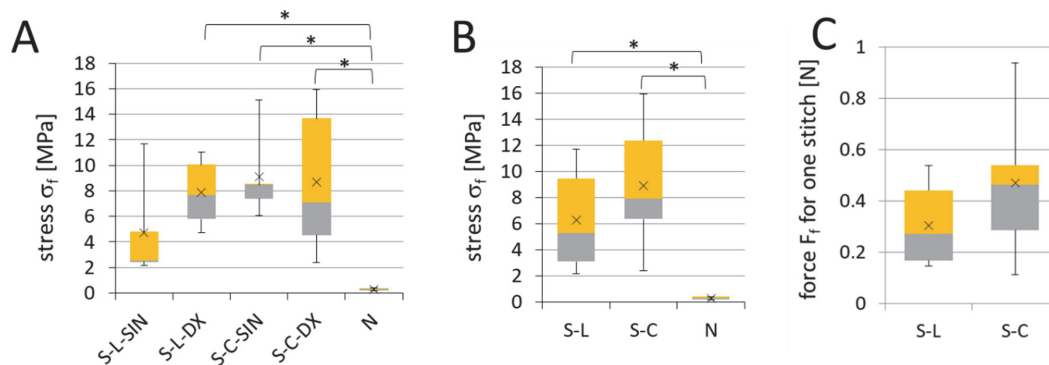 A
stress σf [MPa]
18
16
14
12
10
8
6
4
2
0
S-L-SIN
S-L-DX
S-C-SIN
S-C-DX
N
*
*
*
B
stress σf [MPa]
18
16
14
12
10
8
6
4
2
0
S-L
S-C
N
*
*
C
force Ff for one stitch [N]
1
0.8
0.6
0.4
0.2
0
S-L
S-C